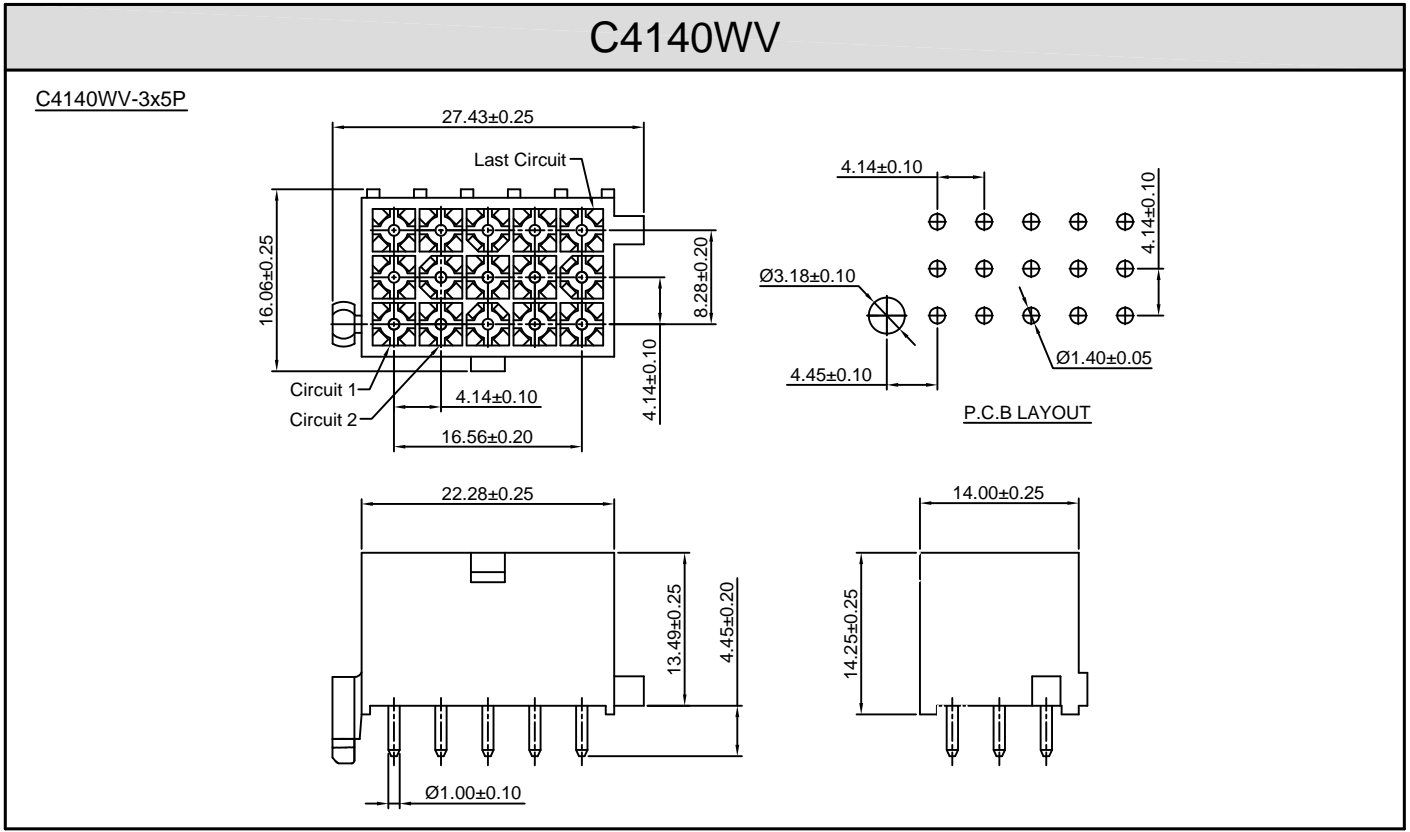 C4140WV
C4140WV-3x5P
27.43±0.25
Last Circuit
16.06±0.25
8.28±0.20
4.14±0.10
Circuit 1
Circuit 2
4.14±0.10
16.56±0.20
4.14±0.10
4.14±0.10
Ø3.18±0.10
Ø1.40±0.05
4.45±0.10
P.C.B LAYOUT
22.28±0.25
13.49±0.25
4.45±0.20
Ø1.00±0.10
14.00±0.25
14.25±0.25